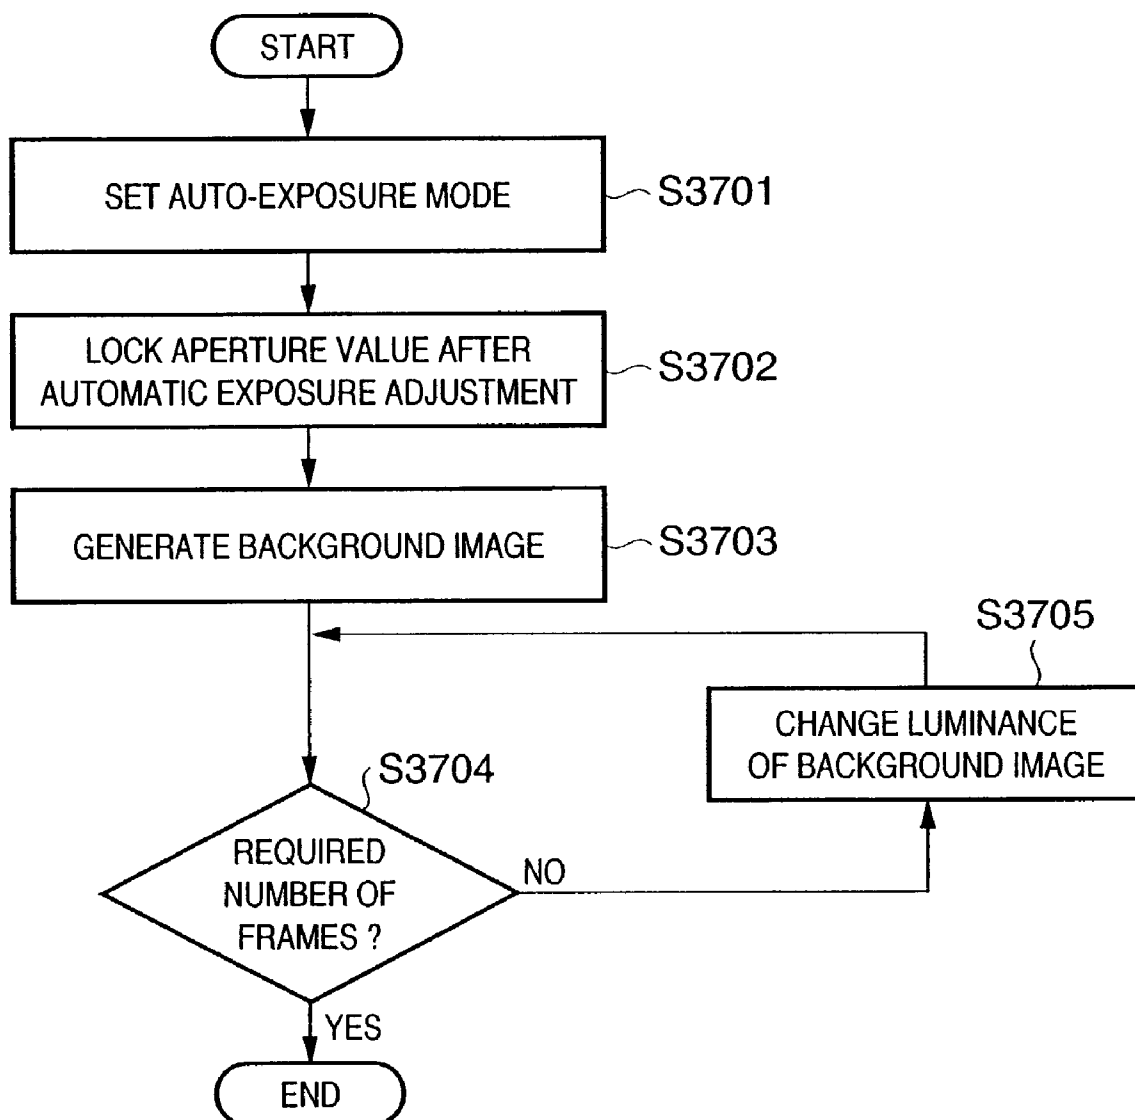 START
SET AUTO-EXPOSURE MODE
S3701
LOCK APERTURE VALUE AFTER
AUTOMATIC EXPOSURE ADJUSTMENT
S3702
GENERATE BACKGROUND IMAGE
S3703
S3705
CHANGE LUMINANCE
OF BACKGROUND IMAGE
S3704
REQUIRED
NUMBER OF
FRAMES ?
NO
YES
END